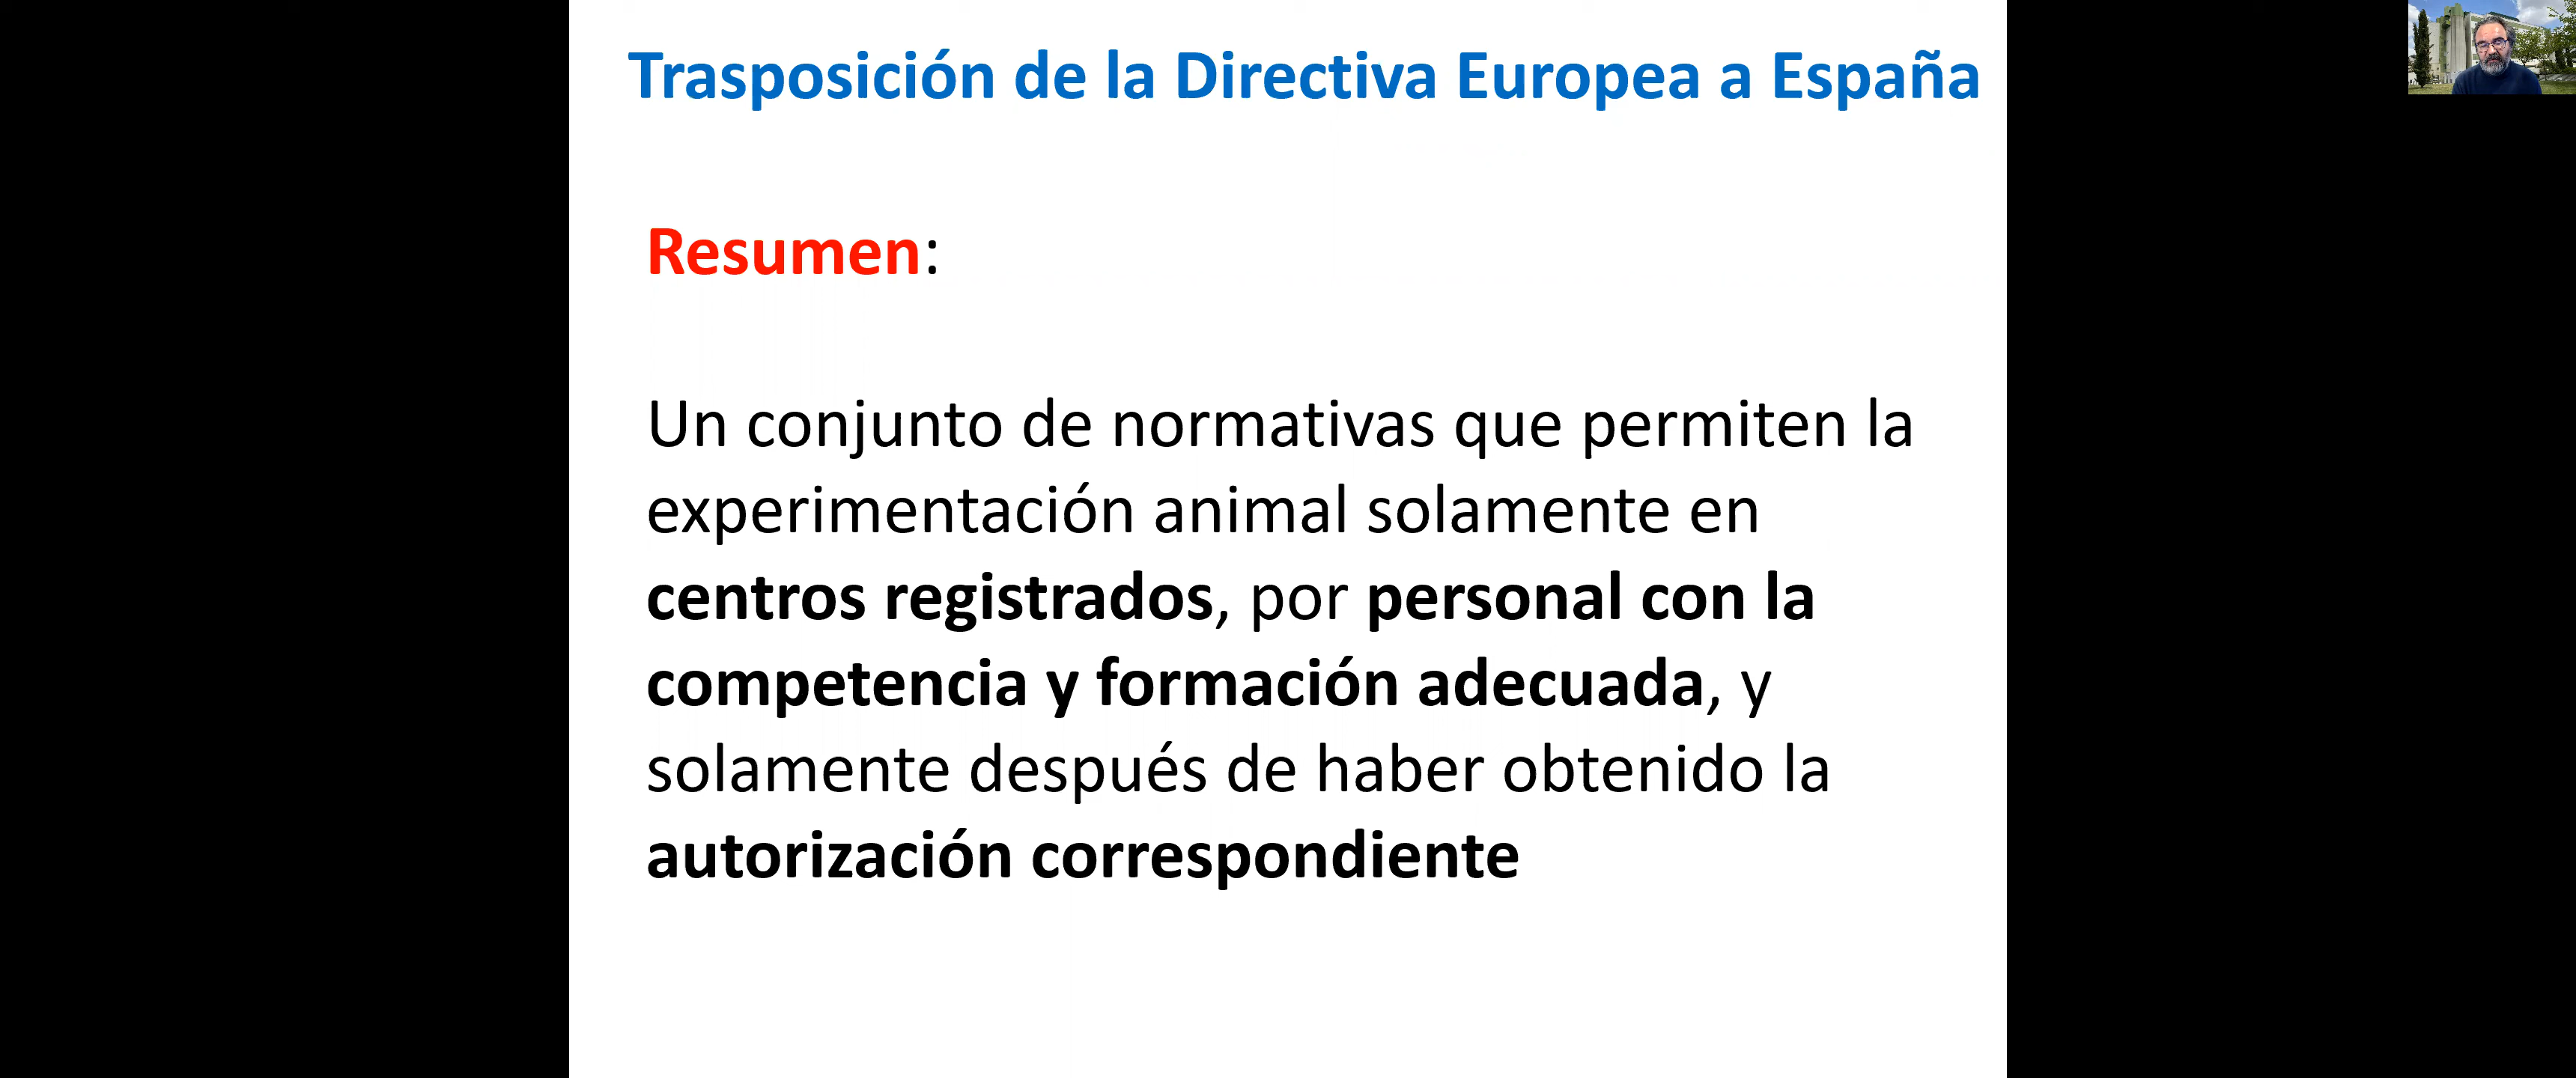 Trasposición de la Directiva Europea a España
Resumen:
Un conjunto de normativas que permiten la
experimentación animal solamente en
centros registrados, por personal con la
competencia y formación adecuada, y
solamente después de haber obtenido la
autorización correspondiente